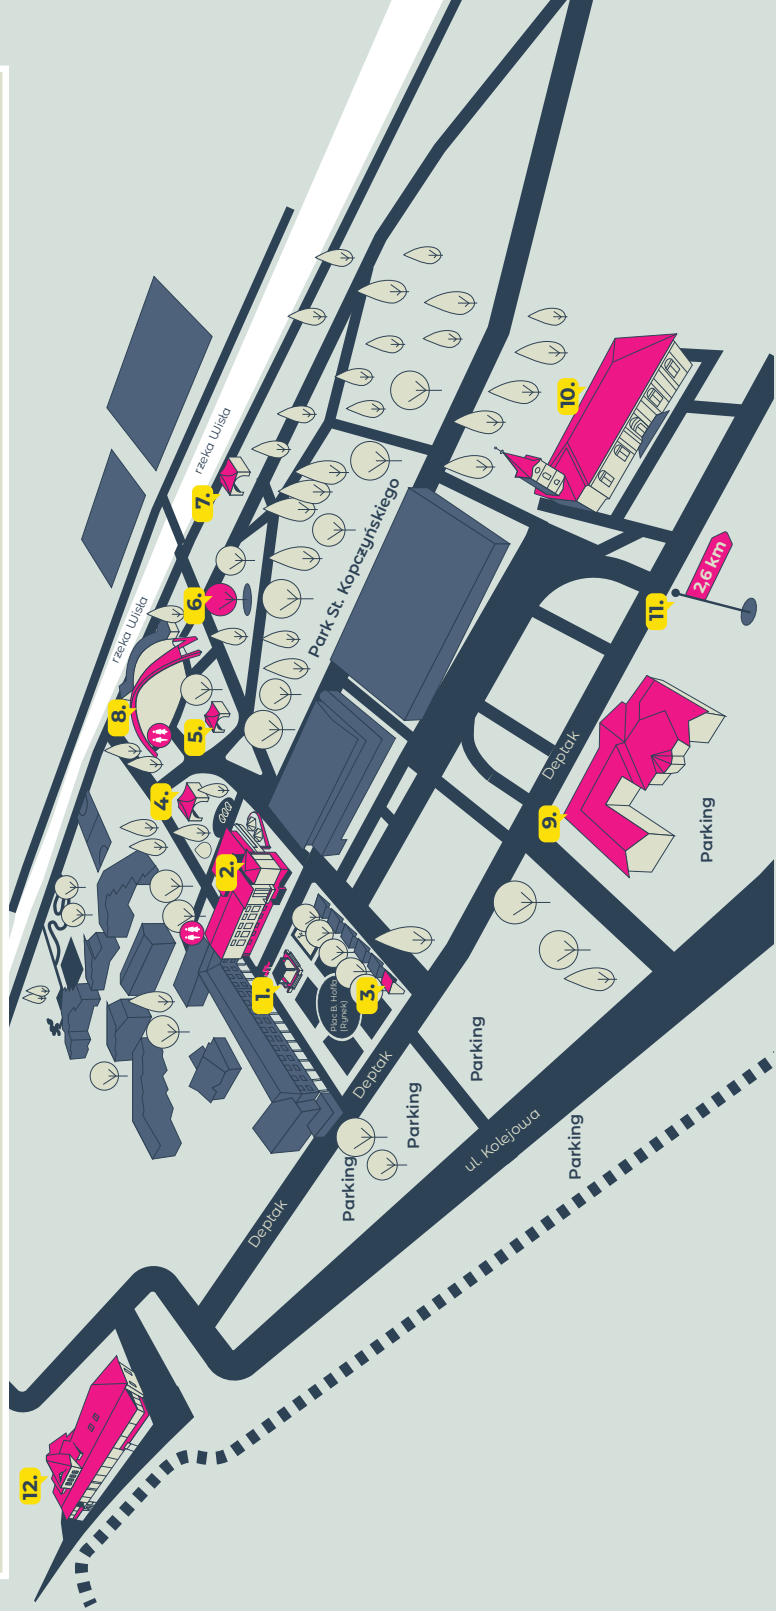 12.
8.
rzeka Wisła
4.
5.
6.
7.
rzeka Wisła
2.
1.
Deptak
Plac B. Hoffa
(Rynek)
Parking
Park St. Kopczyńskiego
3.
Deptak
Parking
Parking
ul. Kolejowa
9.
Deptak
10.
Parking
11.
Parking
2,6 km